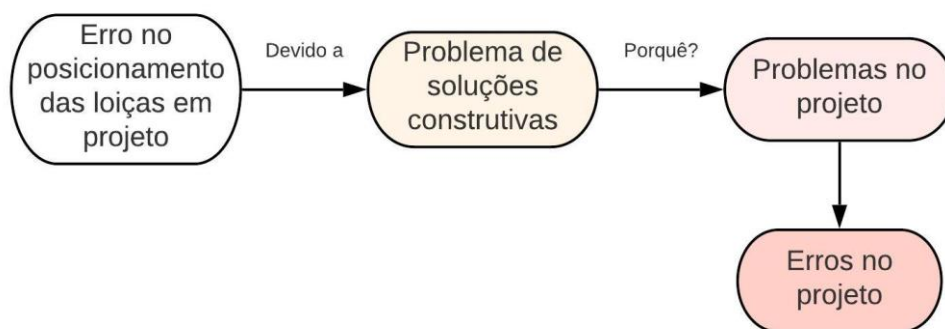 Erro no
posicionamento
das loiças em
projeto
Devido a
Problema de
soluções
construtivas
Porquê?
Problemas no
projeto
Erros no
projeto